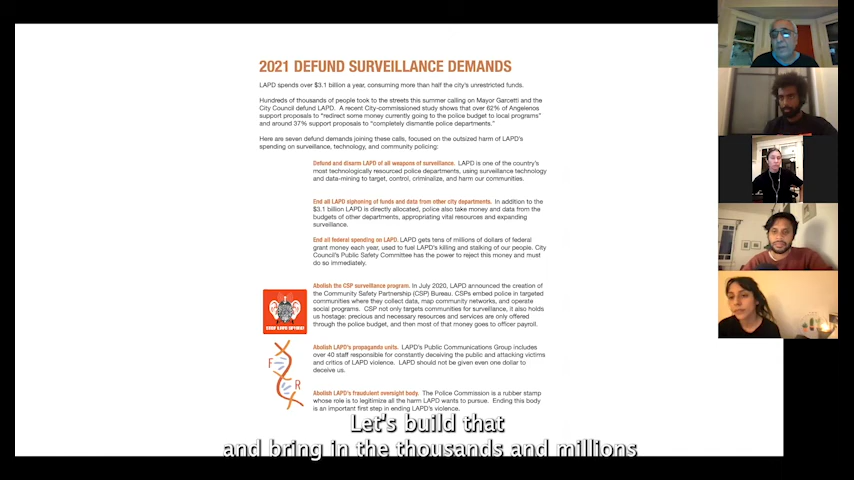 2021 DEFUND SURVEILLANCE DEMANDS
LAPD spends over $3.1 billion a year, consuming more than half the city's unrestricted funds.
Hundreds of thousands of people took to the streets this summer calling on Mayor Garcetti and the
City Council defund LAPD. A recent City-commissioned study shows that over 62% of Angelenos
support proposals to "redirect some money currently going to the police budget to local programs"
and around 37% support proposals to "completely dismantle police departments."
Here are seven defund demands joining these calls, focused on the outsized harm of LAPD's
spending on surveillance, technology, and community policing:
Defund and disarm LAPD of all weapons of surveillance. LAPD is one of the country's
most technologically resourced police departments, using surveillance technology
and data-mining to target, control, criminalize, and harm our communities.
End all LAPD siphoning of funds and data from other city departments. In addition to the
$3.1 billion LAPD is directly allocated, police also take money and data from the
budgets of other departments, appropriating vital resources and expanding
surveillance.
End all federal spending on LAPD. LAPD gets tens of millions of dollars of federal
grant money each year, used to fuel LAPD's killing and stalking of our people. City
Council's Public Safety Committee has the power to reject this money and must
do so immediately.
Abolish the CSP surveillance program. In July 2020, LAPD announced the creation of
the Community Safety Partnership (CSP) Bureau. CSPs embed police in targeted
communities where they collect data, map community networks, and operate
social programs. CSP not only targets communities for surveillance, it also holds
us hostage: precious and necessary resources and services are only offered
through the police budget, and then most of that money goes to officer payroll.
STOP LAPD SPYING!
Abolish LAPD's propaganda units. LAPD's Public Communications Group includes
over 40 staff responsible for constantly deceiving the public and attacking victims
and critics of LAPD violence. LAPD should not be given even one dollar to
deceive us.
F
R
Abolish LAPD's fraudulent oversight body. The Police Commission is a rubber stamp
whose role is to legitimize all the harm LAPD wants to pursue. Ending this body
is an important first step in ending LAPD's violence.
Let's build that
and bring in the thousands and millions